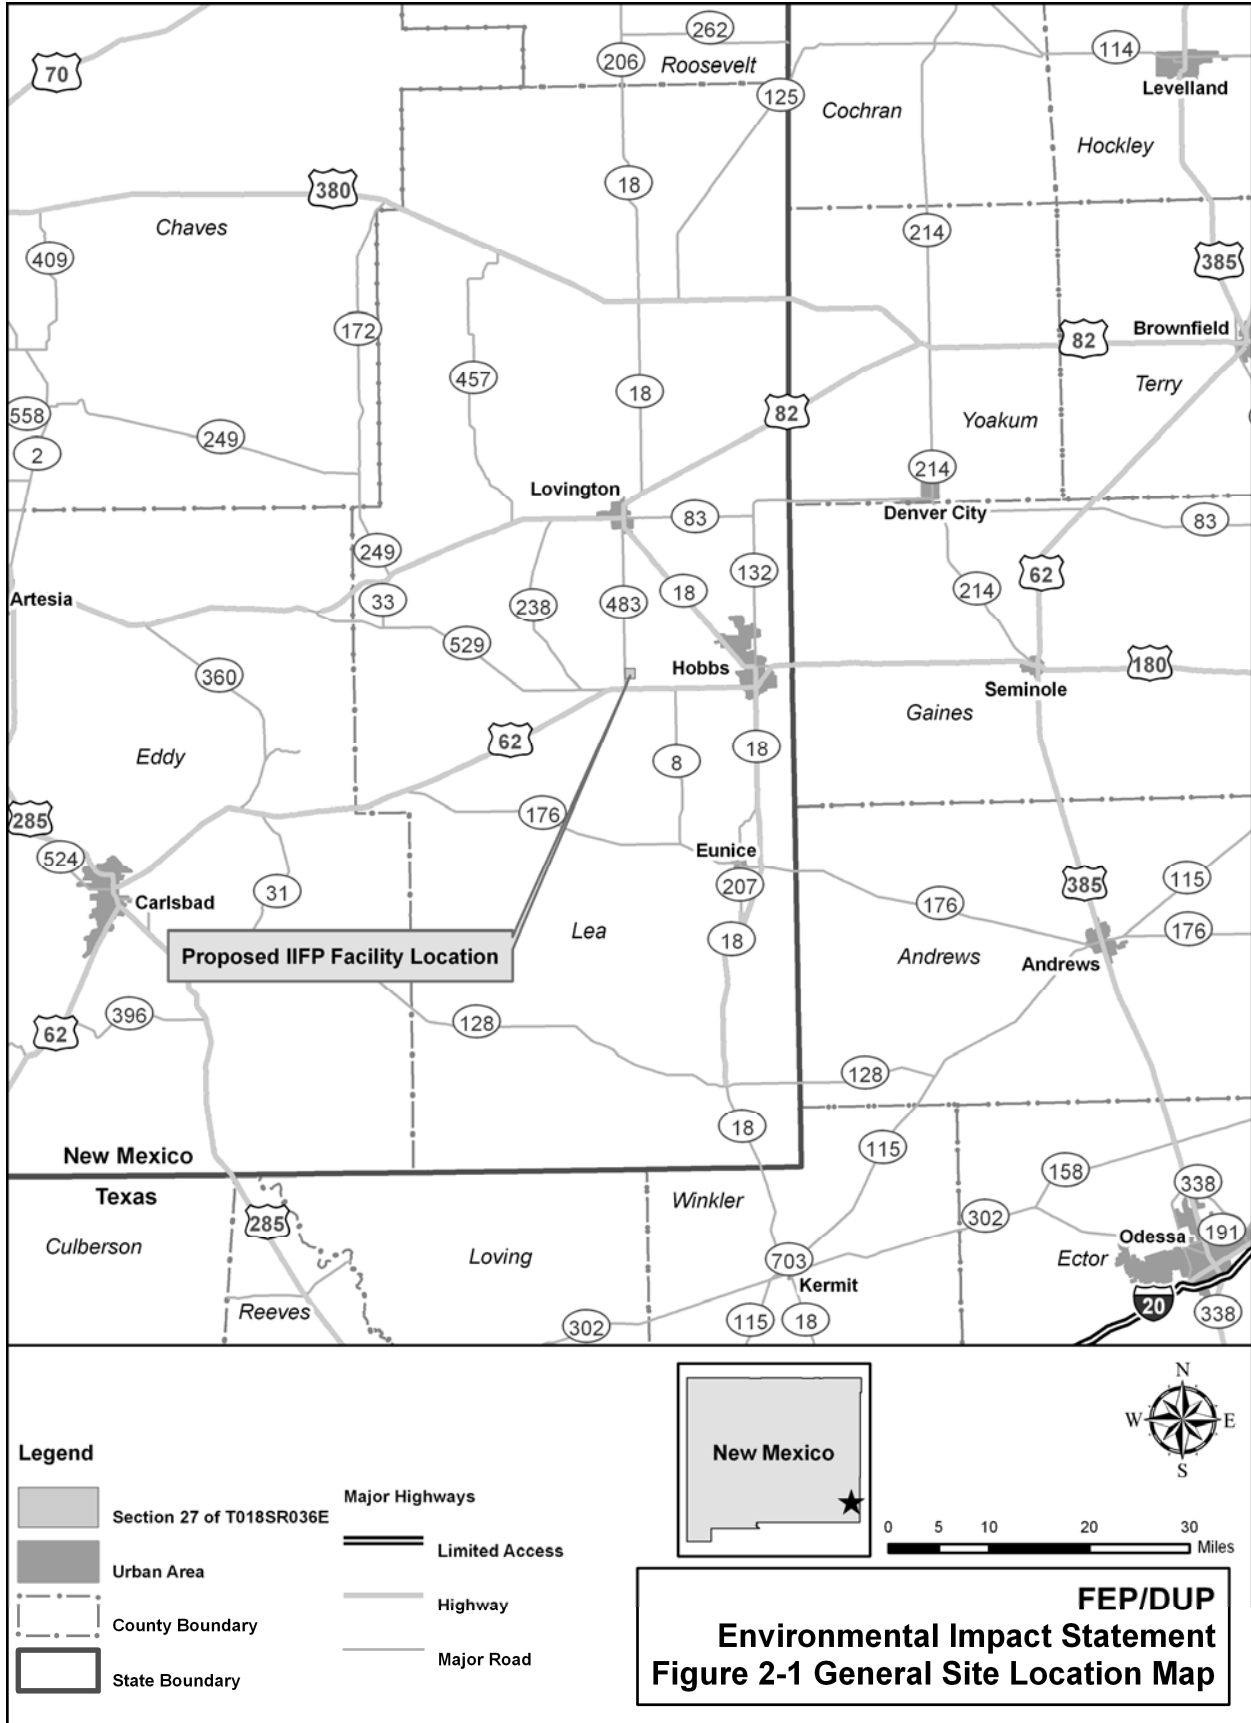 262
70
206
Roosevelt
114
125
Levelland
Cochran
Hockley
18
380
Chaves
409
214
385
172
Brownfield
82
457
Terry
18
82
558
249
2
Yoakum
214
Lovington
Denver City
83
83
249
132
62
Artesia
33
238
483
18
214
529
360
Hobbs
180
Seminole
Gaines
62
Eddy
18
8
285
176
524
Eunice
207
385
115
31
Carlsbad
176
176
Lea
18
Proposed IIFP Facility Location
Andrews
Andrews
396
128
62
128
18
115
New Mexico
158
338
Texas
Winkler
302
285
191
Culberson
Odessa
Loving
703
Ector
Kermit
20
Reeves
302
115
18
338
Legend
Section 27 of T018SR036E
Urban Area
County Boundary
State Boundary
Major Highways
Limited Access
Highway
Major Road
New Mexico
N
W E
S
0 5 10 20 30
Miles
FEP/DUP
Environmental Impact Statement
Figure 2-1 General Site Location Map